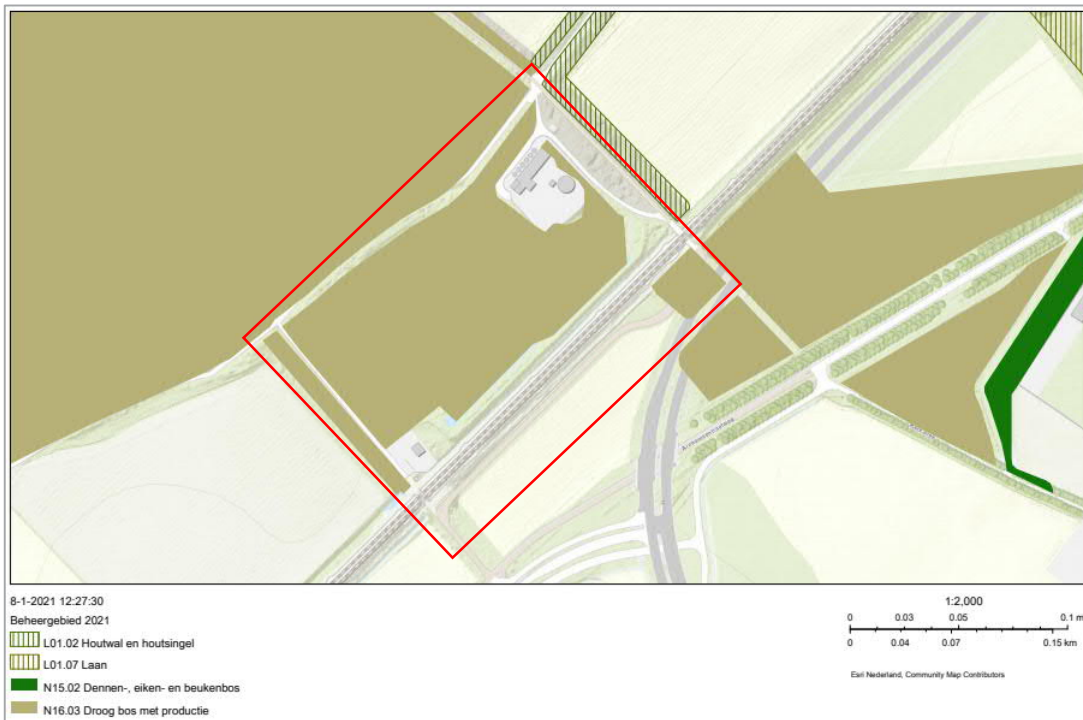 8-1-2021 12:27:30
Beheergebied 2021
L01.02 Houtwal en houtsingel
L01.07 Laan
N15.02 Dennen-, eiken- en beukenbos
N16.03 Droog bos met productie
1:2,000
0 0.03 0.05 0.1 m
0 0.04 0.07 0.15 km
Esri Nederland, Community Map Contributors